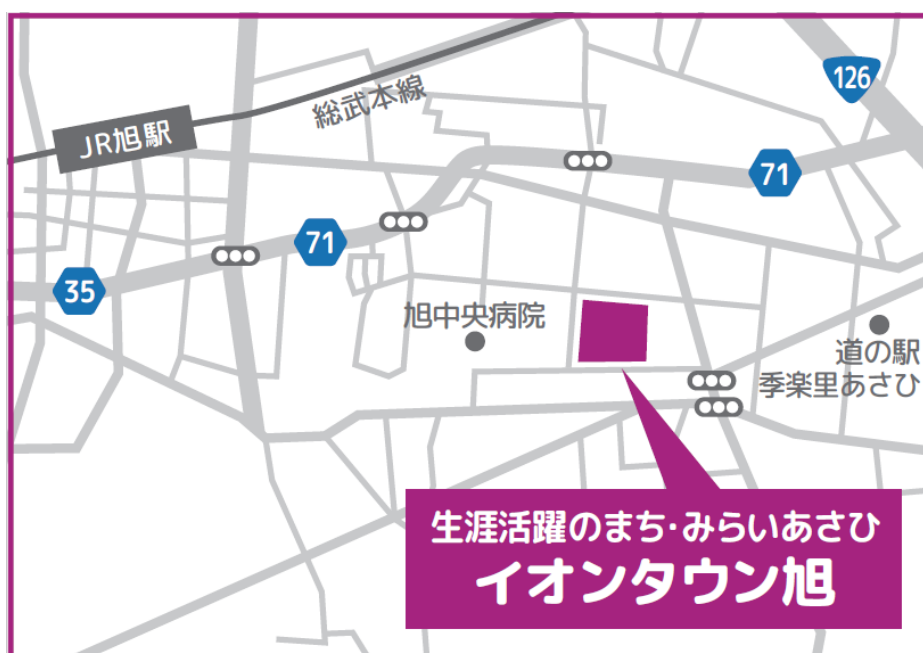 126
総武本線
JR旭駅
71
71
35
旭中央病院
道の駅
季楽里あさひ
生涯活躍のまち・みらいあさひ
イオンタウン旭